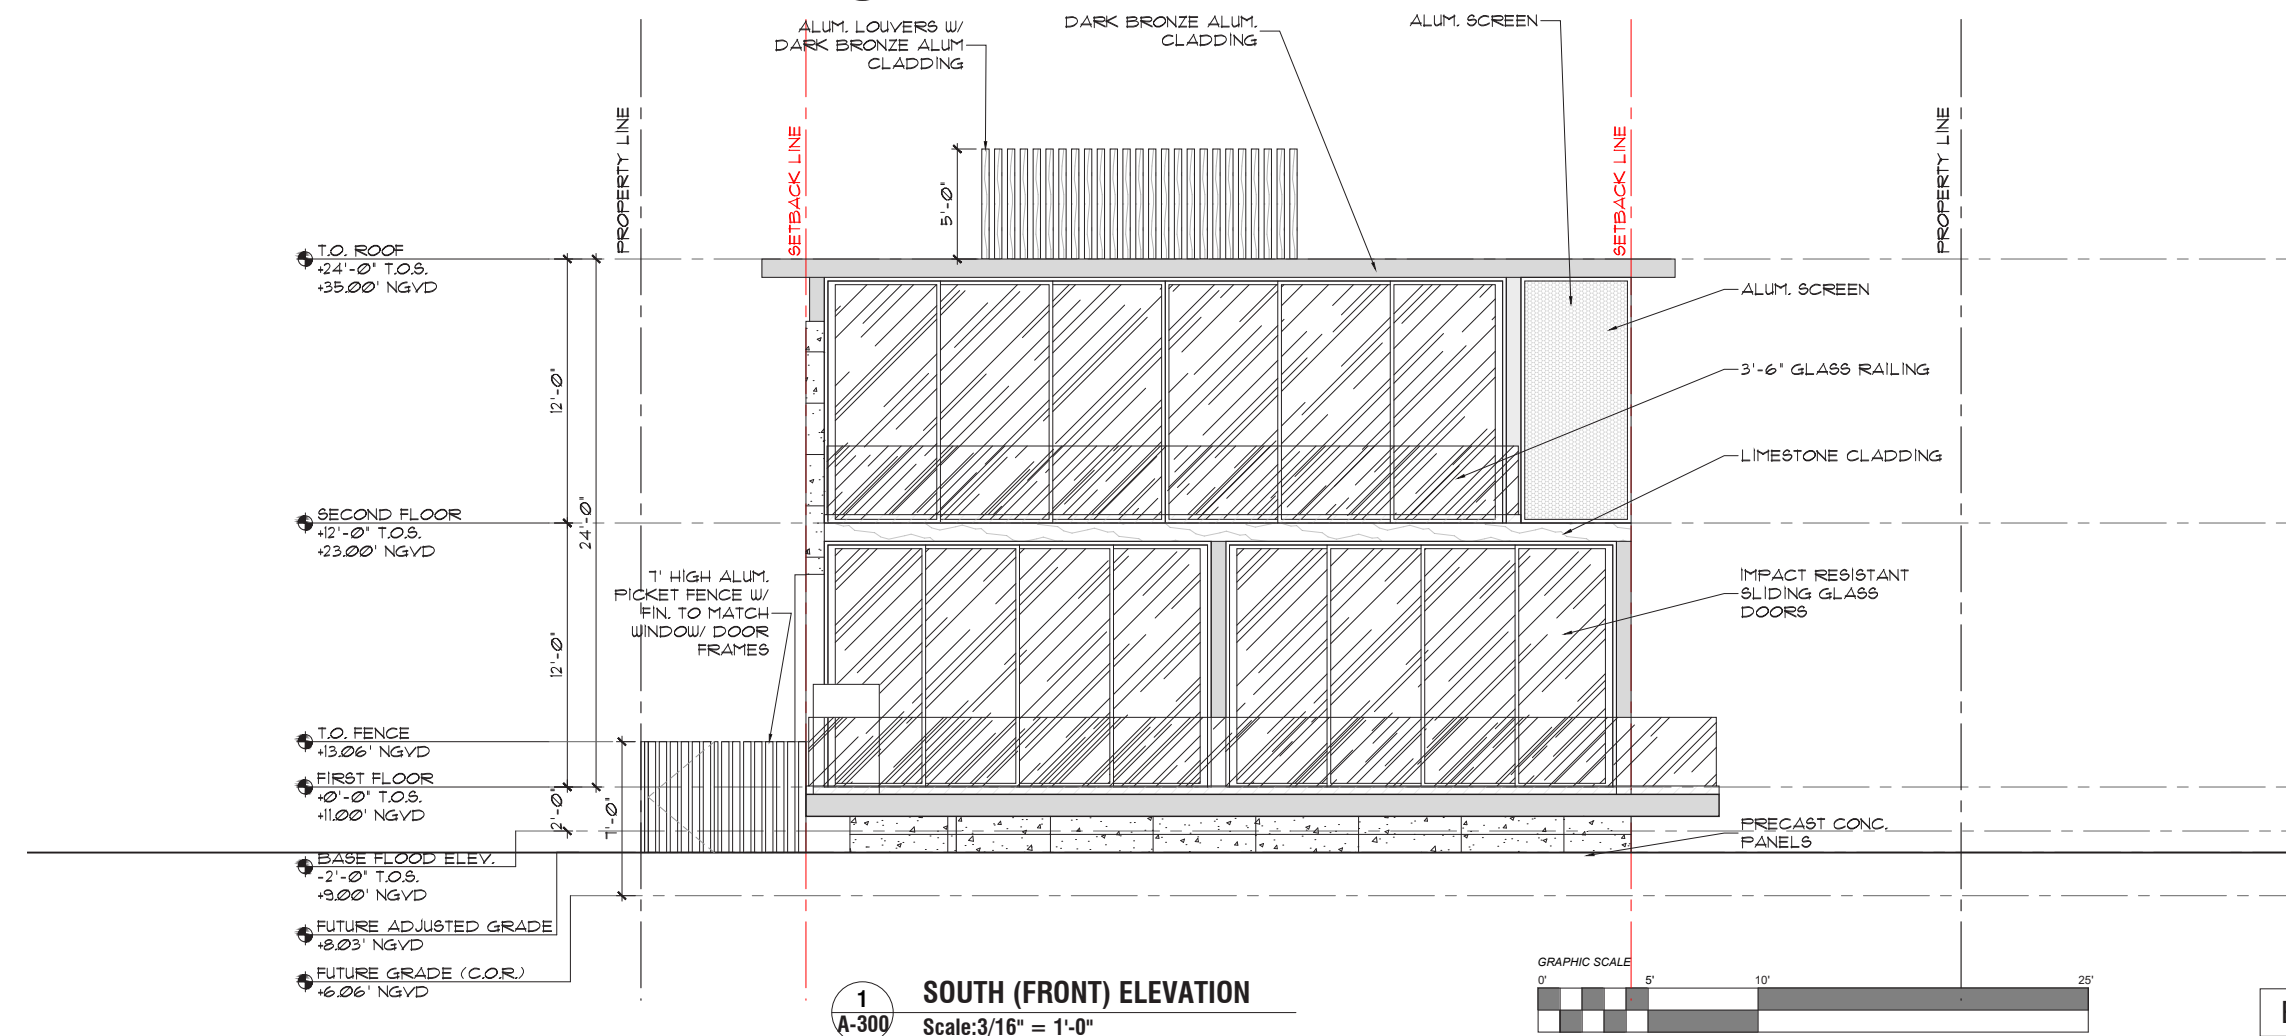 ALUM. LOUVERS W/
DARK BRONZE ALUM
CLADDING
DARK BRONZE ALUM.
CLADDING
ALUM. SCREEN
PROPERTY LINE
SETBACK LINE
SETBACK LINE
PROPERTY LINE
5'-0"
T.O. ROOF
+24'-0" T.O.S.
+35.00' NGVD
ALUM. SCREEN
12'-0"
3'-6" GLASS RAILING
LIMESTONE CLADDING
SECOND FLOOR
+12'-0" T.O.S.
+23.00' NGVD
24'-0"
7' HIGH ALUM.
PICKET FENCE W/
FIN. TO MATCH
WINDOW/ DOOR
FRAMES
IMPACT RESISTANT
SLIDING GLASS
DOORS
12'-0"
T.O. FENCE
+13.06' NGVD
FIRST FLOOR
+0'-0" T.O.S.
+11.00' NGVD
2'-0"
7'-0"
PRECAST CONC.
PANELS
BASE FLOOD ELEV.
-2'-0" T.O.S.
+9.00' NGVD
FUTURE ADJUSTED GRADE
+8.03' NGVD
FUTURE GRADE (C.O.R.)
+6.06' NGVD
1
A-300
SOUTH (FRONT) ELEVATION
Scale:3/16" = 1'-0"
GRAPHIC SCALE
0' 5' 10' 25'